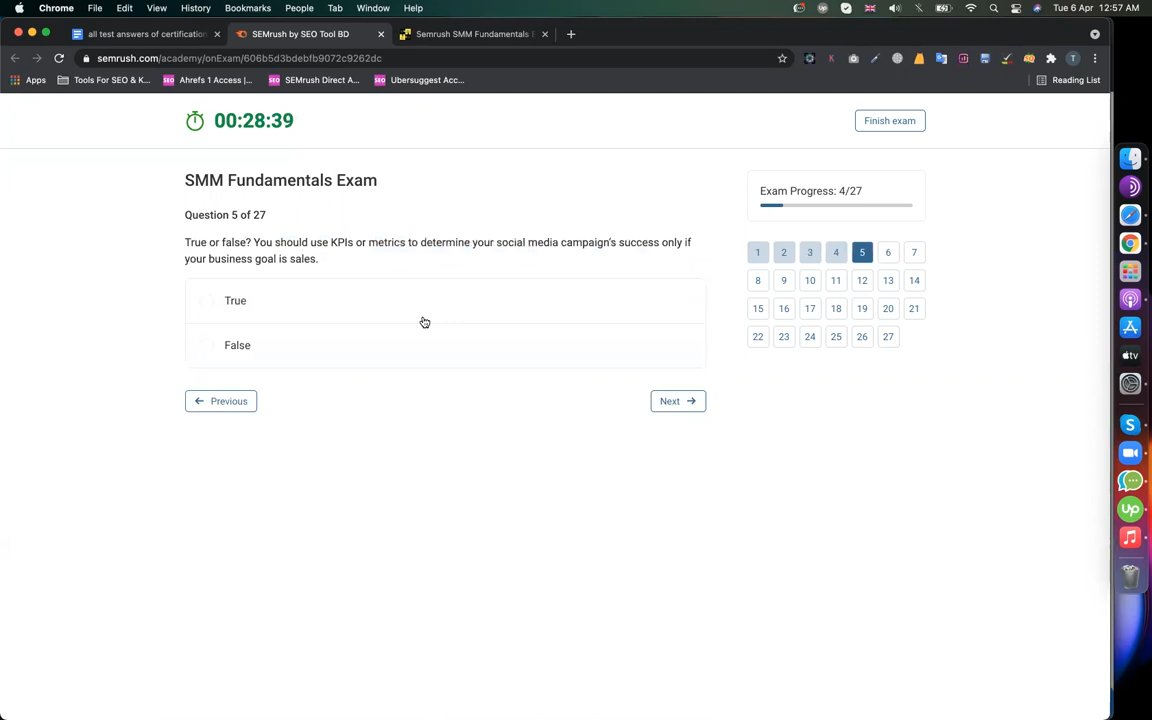 Chrome File Edit View History Bookmarks People Tab Window Help Tue 6 Apr 12:57 AM
all test answers of certification SEMrush by SEO Tool BD Semrush SMM Fundamentals E
semrush.com/academy/onExam/606b5d3bdebfb9072c9262dc
Apps Tools For SEO & K... SEO Ahrefs 1 Access |... SEO SEMrush Direct A... SEO Ubersuggest Acc... Reading List
00:28:39
Finish exam
SMM Fundamentals Exam
Exam Progress: 4/27
Question 5 of 27
True or false? You should use KPIs or metrics to determine your social media campaign's success only if
your business goal is sales.
True
False
Previous
Next
1 2 3 4 5 6 7
8 9 10 11 12 13 14
15 16 17 18 19 20 21
22 23 24 25 26 27
tv
S
Up